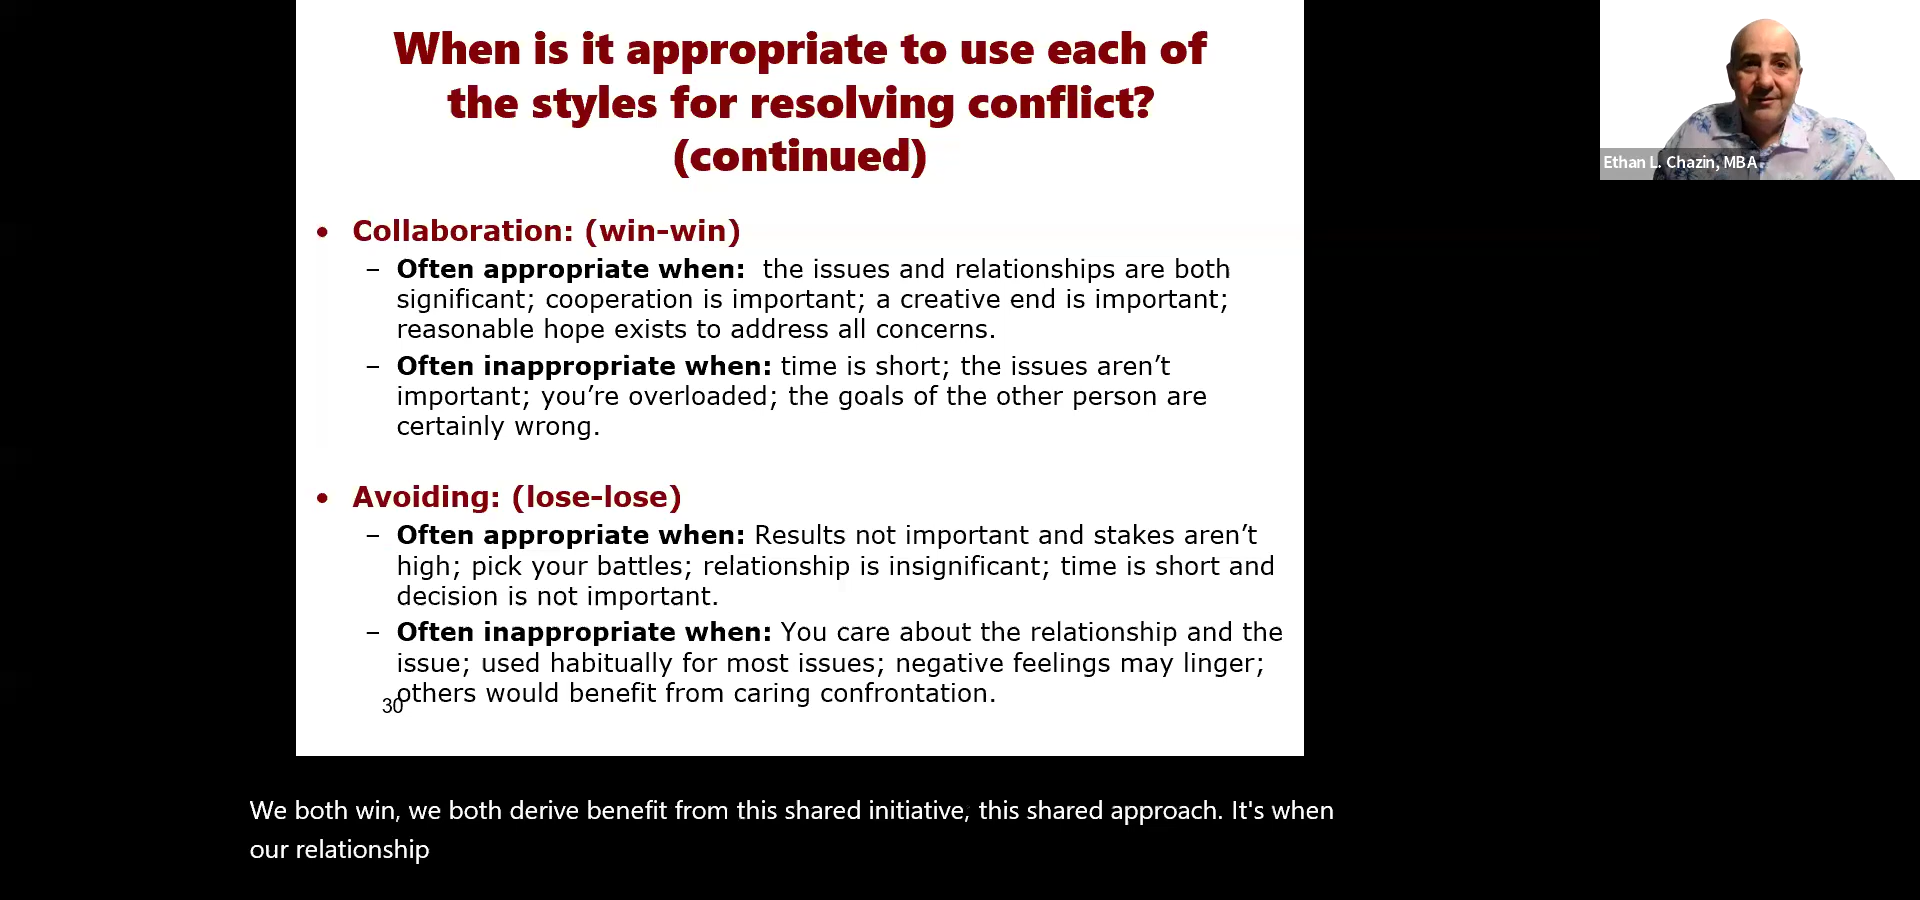 When is it appropriate to use each of
the styles for resolving conflict?
(continued)
• Collaboration: (win-win)
– Often appropriate when: the issues and relationships are both
significant; cooperation is important; a creative end is important;
reasonable hope exists to address all concerns.
– Often inappropriate when: time is short; the issues aren’t
important; you’re overloaded; the goals of the other person are
certainly wrong.
• Avoiding: (lose-lose)
– Often appropriate when: Results not important and stakes aren’t
high; pick your battles; relationship is insignificant; time is short and
decision is not important.
– Often inappropriate when: You care about the relationship and the
issue; used habitually for most issues; negative feelings may linger;
others would benefit from caring confrontation.
30
Ethan L. Chazin, MBA
We both win, we both derive benefit from this shared initiative; this shared approach. It's when
our relationship